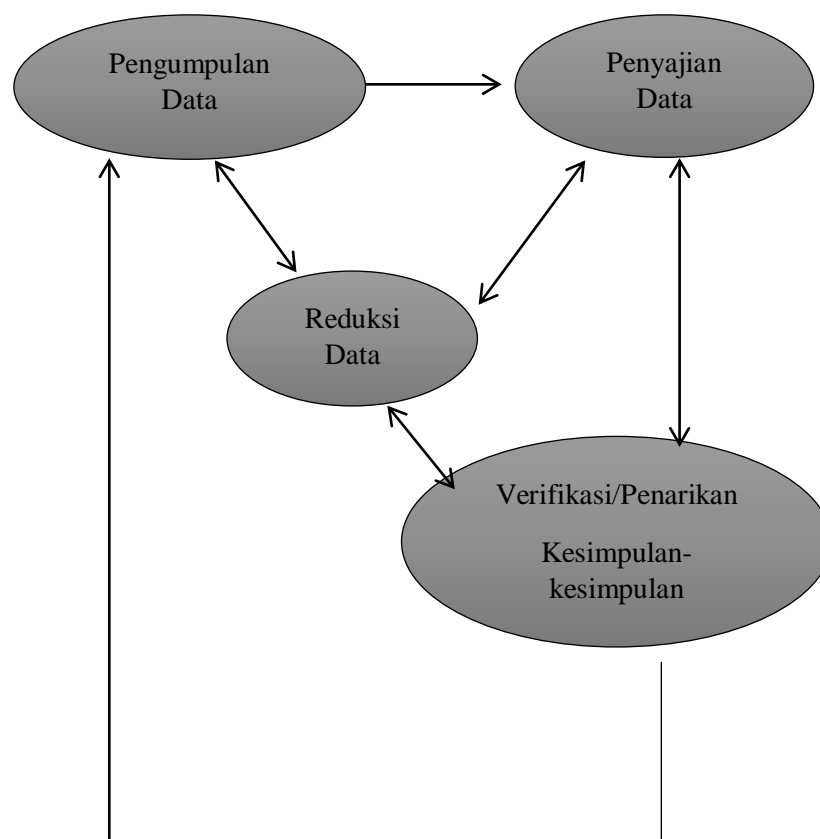 Pengumpulan
Data
Penyajian
Data
Reduksi
Data
Verifikasi/Penarikan
Kesimpulan-
kesimpulan